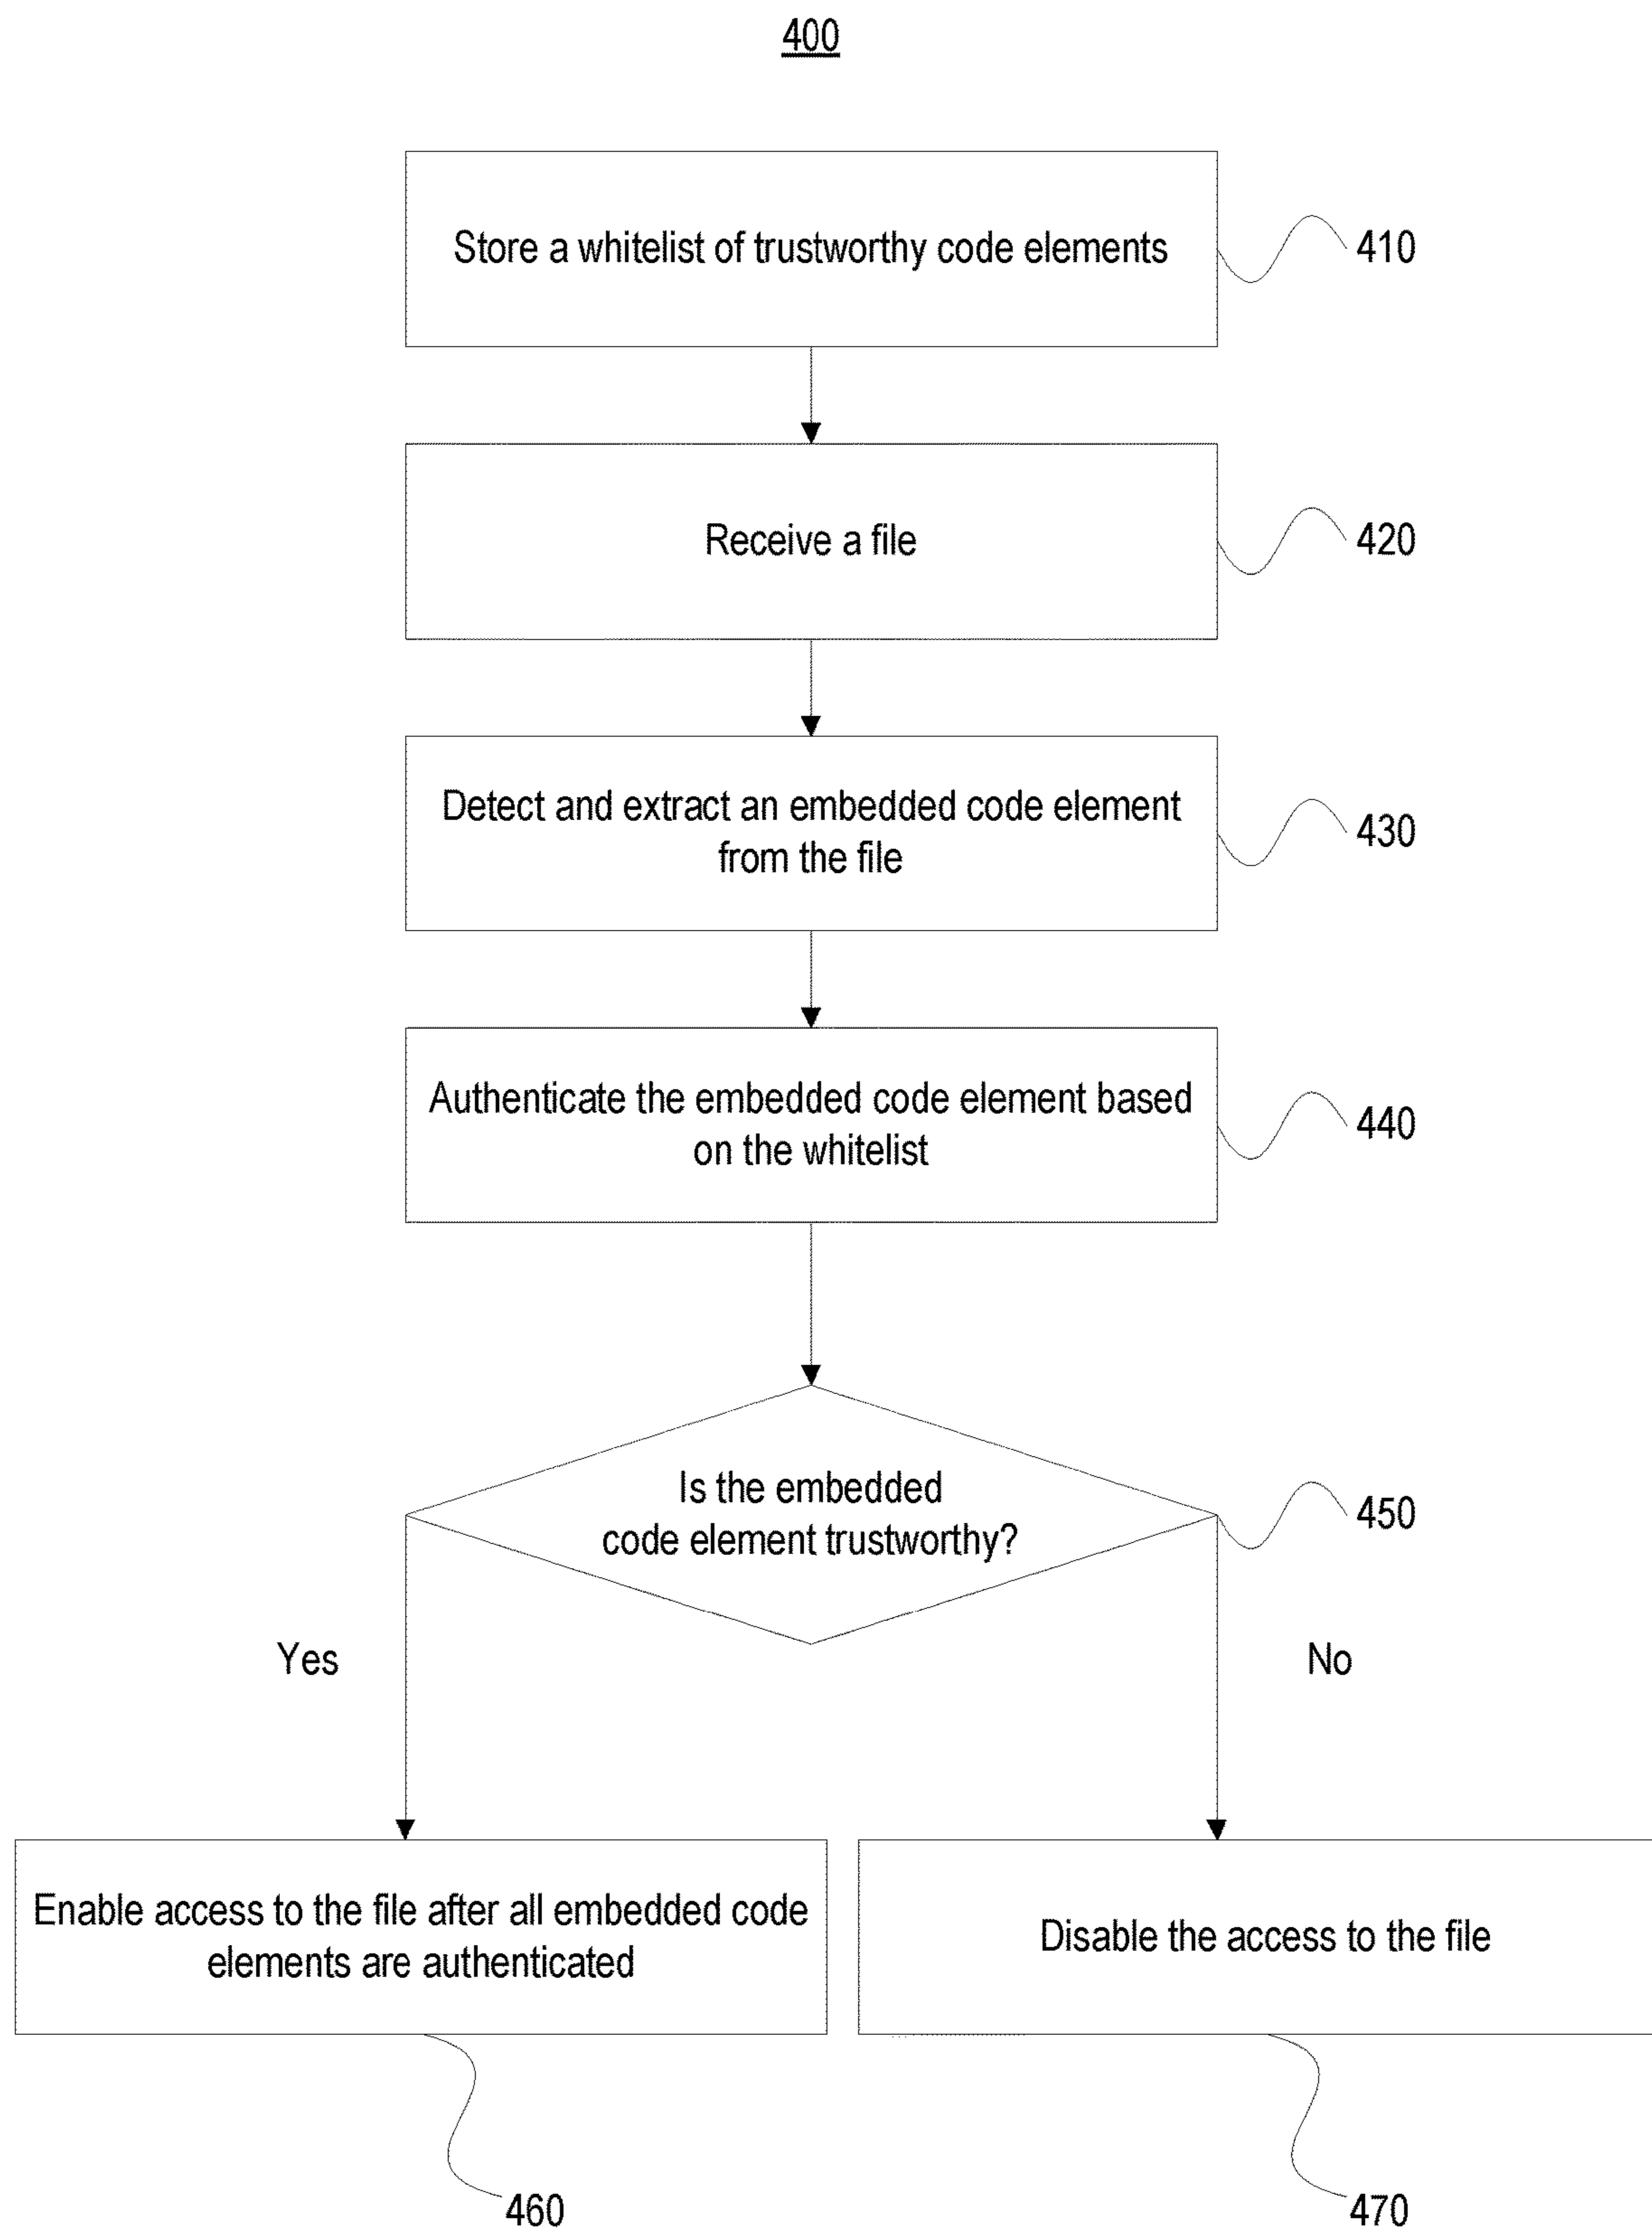 400
Store a whitelist of trustworthy code elements
410
Receive a file
420
Detect and extract an embedded code element
from the file
430
Authenticate the embedded code element based
on the whitelist
440
Is the embedded
code element trustworthy?
450
Yes
No
Enable access to the file after all embedded code
elements are authenticated
Disable the access to the file
460
470